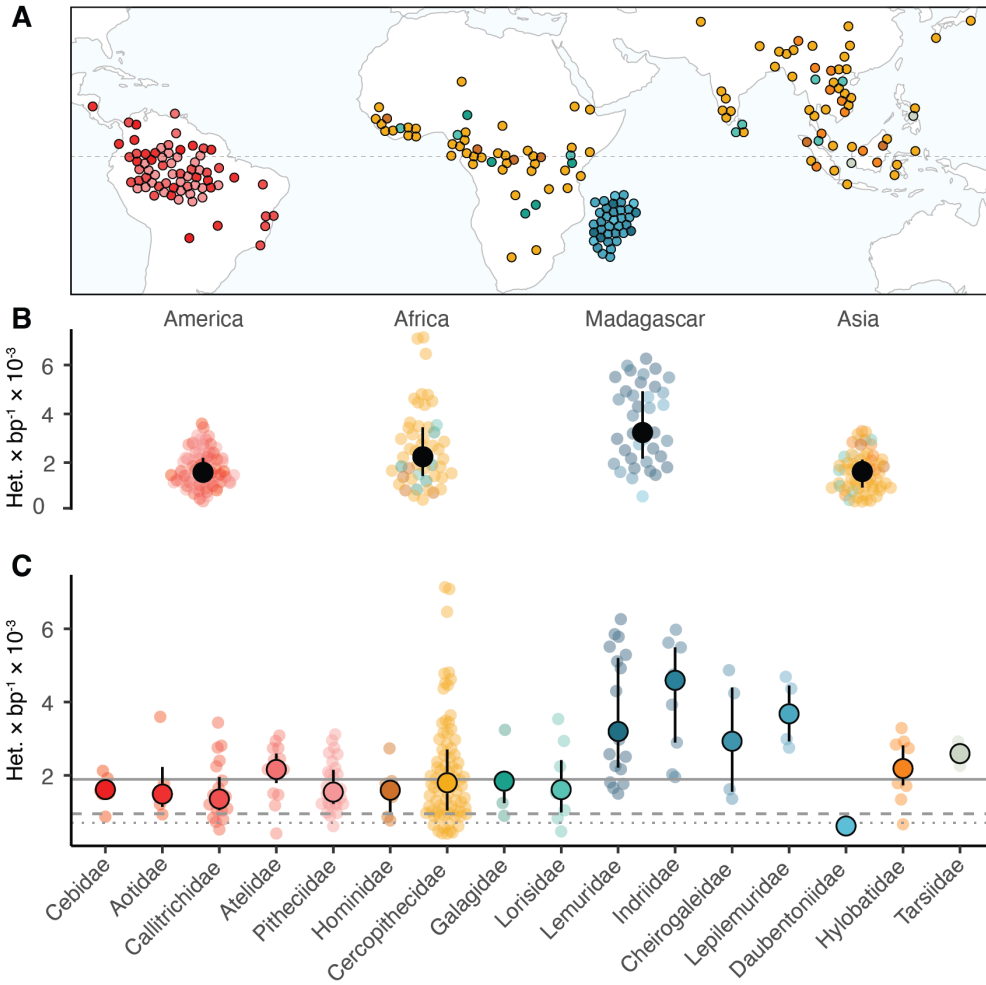 A
B
America
Africa
Madagascar
Asia
Het. × bp⁻¹ × 10⁻³
6
4
2
0
C
Het. × bp⁻¹ × 10⁻³
6
4
2
Cebidae
Aotidae
Callitrichidae
Atelidae
Pitheciidae
Hominidae
Cercopithecidae
Galagidae
Lorisidae
Lemuridae
Indriidae
Cheirogaleidae
Lepilemuridae
Daubentoniidae
Hylobatidae
Tarsiidae